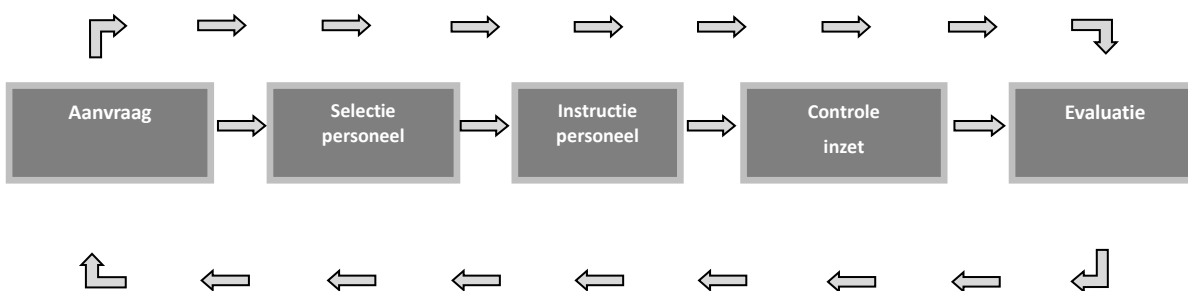 Aanvraag
Selectie
personeel
Instructie
personeel
Controle
inzet
Evaluatie